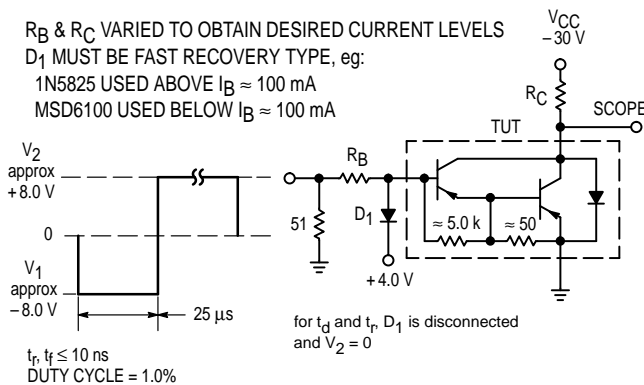 R_B & R_C VARIED TO OBTAIN DESIRED CURRENT LEVELS
D_1 MUST BE FAST RECOVERY TYPE, eg:
1N5825 USED ABOVE I_B ≈ 100 mA
MSD6100 USED BELOW I_B ≈ 100 mA
V_CC
– 30 V
R_C
SCOPE
TUT
V_2
approx
+ 8.0 V
0
V_1
approx
– 8.0 V
25 μs
R_B
51
D_1
+ 4.0 V
≈ 5.0 k
≈ 50
for t_d and t_r, D_1 is disconnected
and V_2 = 0
t_r, t_f ≤ 10 ns
DUTY CYCLE = 1.0%